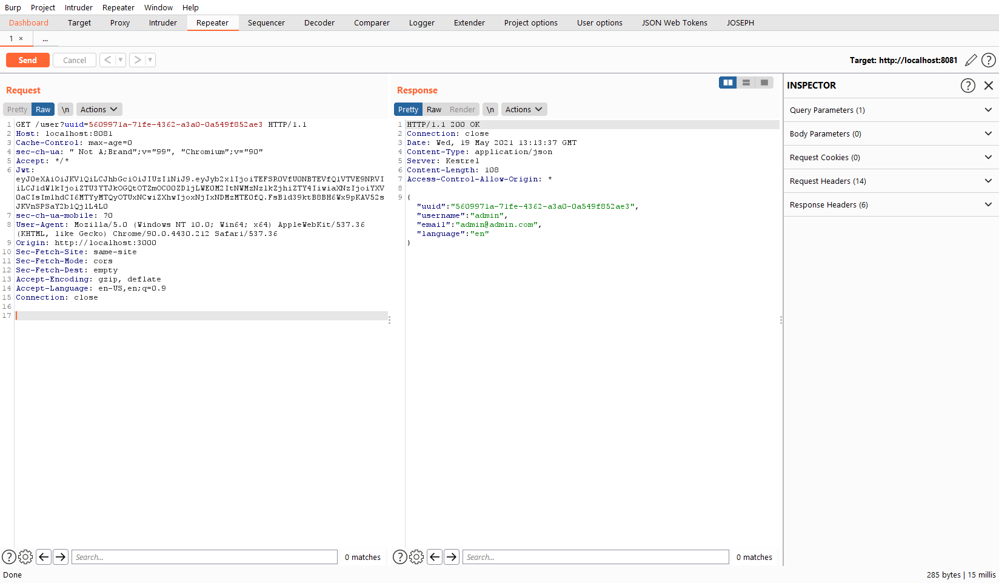 Burp Project Intruder Repeater Window Help
Dashboard Target Proxy Intruder Repeater Sequencer Decoder Comparer Logger Extender Project options User options JSON Web Tokens JOSEPH
1 × ...
Send Cancel < > Target: http://localhost:8081
Request
Pretty Raw \n Actions
1 GET /user?uuid=5609971a-71fe-4362-a3a0-0a549f852ae3 HTTP/1.1
2 Host: localhost:8081
3 Cache-Control: max-age=0
4 sec-ch-ua: " Not A;Brand";v="99", "Chromium";v="90"
5 Accept: */*
6 Jwt:
7 sec-ch-ua-mobile: ?0
8 User-Agent: Mozilla/5.0 (Windows NT 10.0; Win64; x64) AppleWebKit/537.36
(KHTML, like Gecko) Chrome/90.0.4430.212 Safari/537.36
9 Origin: http://localhost:3000
10 Sec-Fetch-Site: same-site
11 Sec-Fetch-Mode: cors
12 Sec-Fetch-Dest: empty
13 Accept-Encoding: gzip, deflate
14 Accept-Language: en-US,en;q=0.9
15 Connection: close
16
17
Search... 0 matches
Response
Pretty Raw Render \n Actions
1 HTTP/1.1 200 OK
2 Connection: close
3 Date: Wed, 19 May 2021 13:13:37 GMT
4 Content-Type: application/json
5 Server: Kestrel
6 Content-Length: 108
7 Access-Control-Allow-Origin: *
8
9 {
"uuid":"5609971a-71fe-4362-a3a0-0a549f852ae3",
"username":"admin",
"email":"admin@admin.com",
"language":"en"
}
Search... 0 matches
INSPECTOR
Query Parameters (1)
Body Parameters (0)
Request Cookies (0)
Request Headers (14)
Response Headers (6)
Done 285 bytes | 15 millis